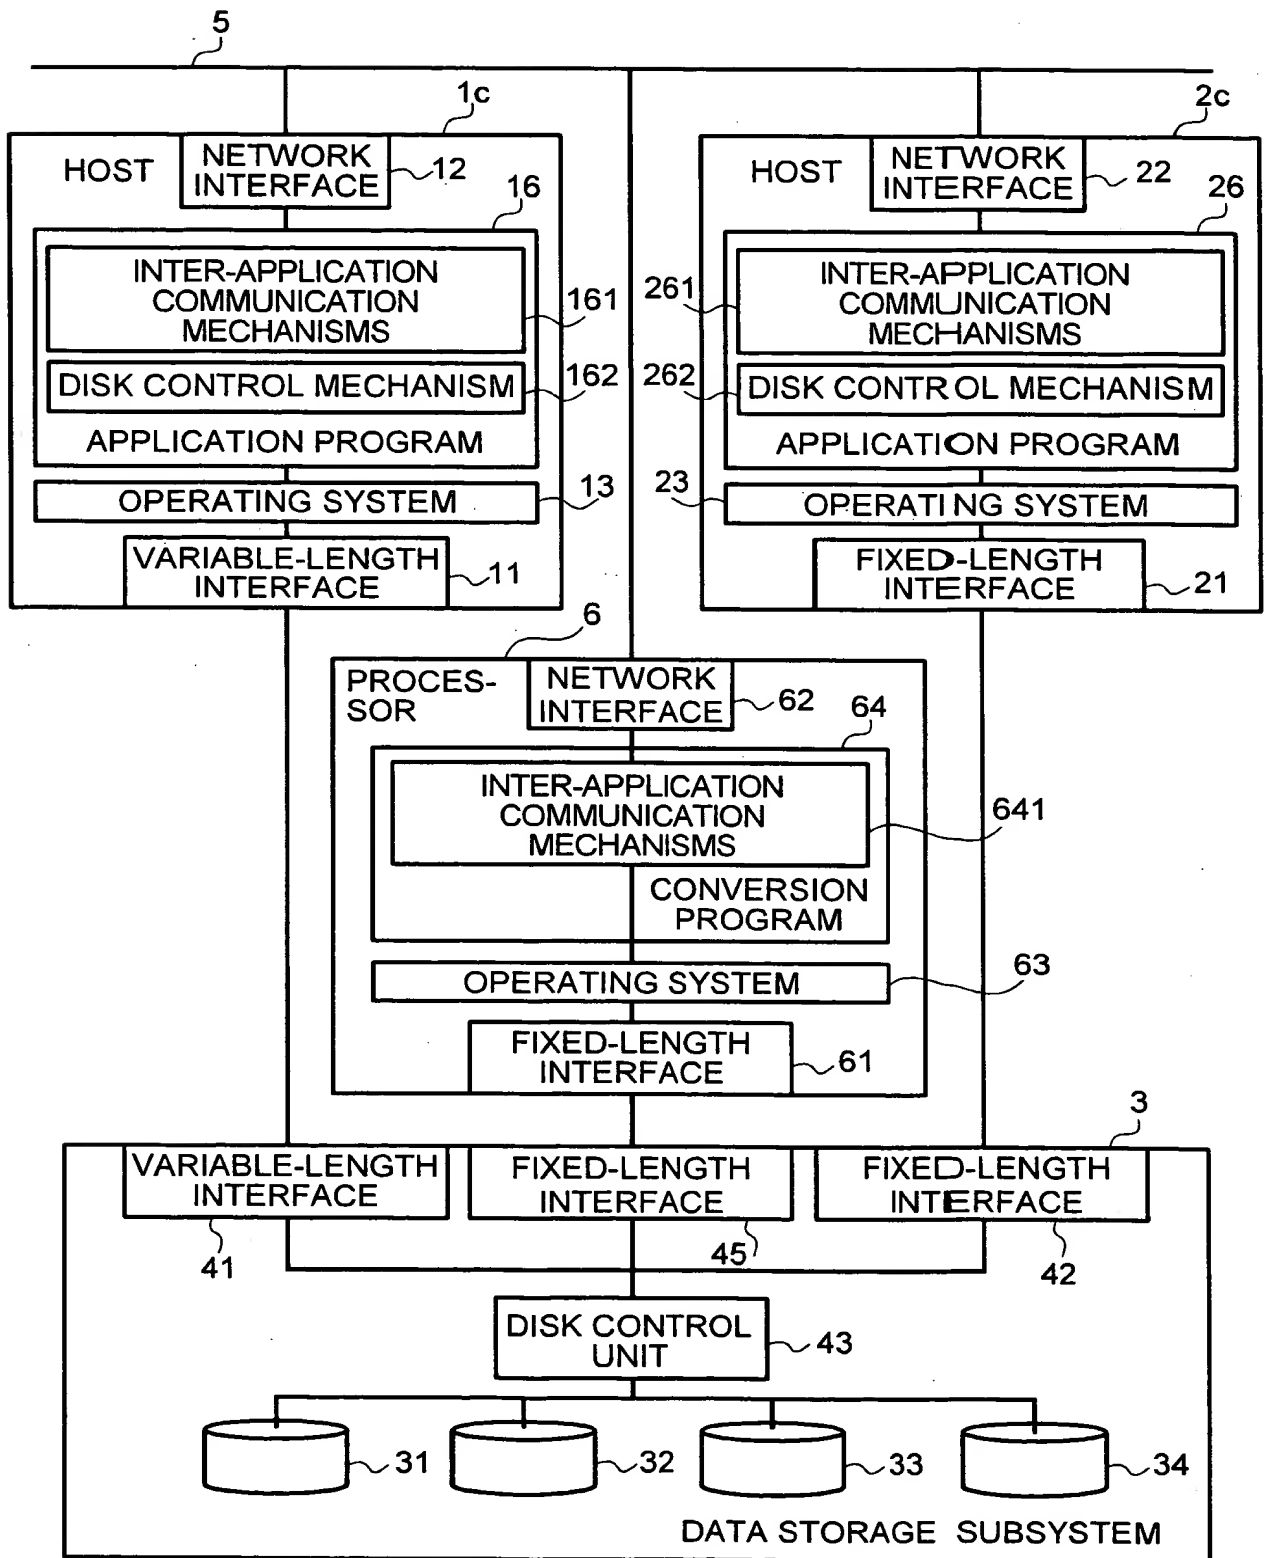 5
1c
2c
HOST
NETWORK
INTERFACE
12
HOST
NETWORK
INTERFACE
22
16
26
INTER-APPLICATION
COMMUNICATION
MECHANISMS
161
261
INTER-APPLICATION
COMMUNICATION
MECHANISMS
DISK CONTROL MECHANISM
162
262
DISK CONTROL MECHANISM
APPLICATION PROGRAM
APPLICATION PROGRAM
OPERATING SYSTEM
13
23
OPERATING SYSTEM
VARIABLE-LENGTH
INTERFACE
11
FIXED-LENGTH
INTERFACE
21
6
PROCES-
SOR
NETWORK
INTERFACE
62
64
INTER-APPLICATION
COMMUNICATION
MECHANISMS
641
CONVERSION
PROGRAM
OPERATING SYSTEM
63
FIXED-LENGTH
INTERFACE
61
3
VARIABLE-LENGTH
INTERFACE
FIXED-LENGTH
INTERFACE
FIXED-LENGTH
INTERFACE
41
45
42
DISK CONTROL
UNIT
43
31
32
33
34
DATA STORAGE SUBSYSTEM